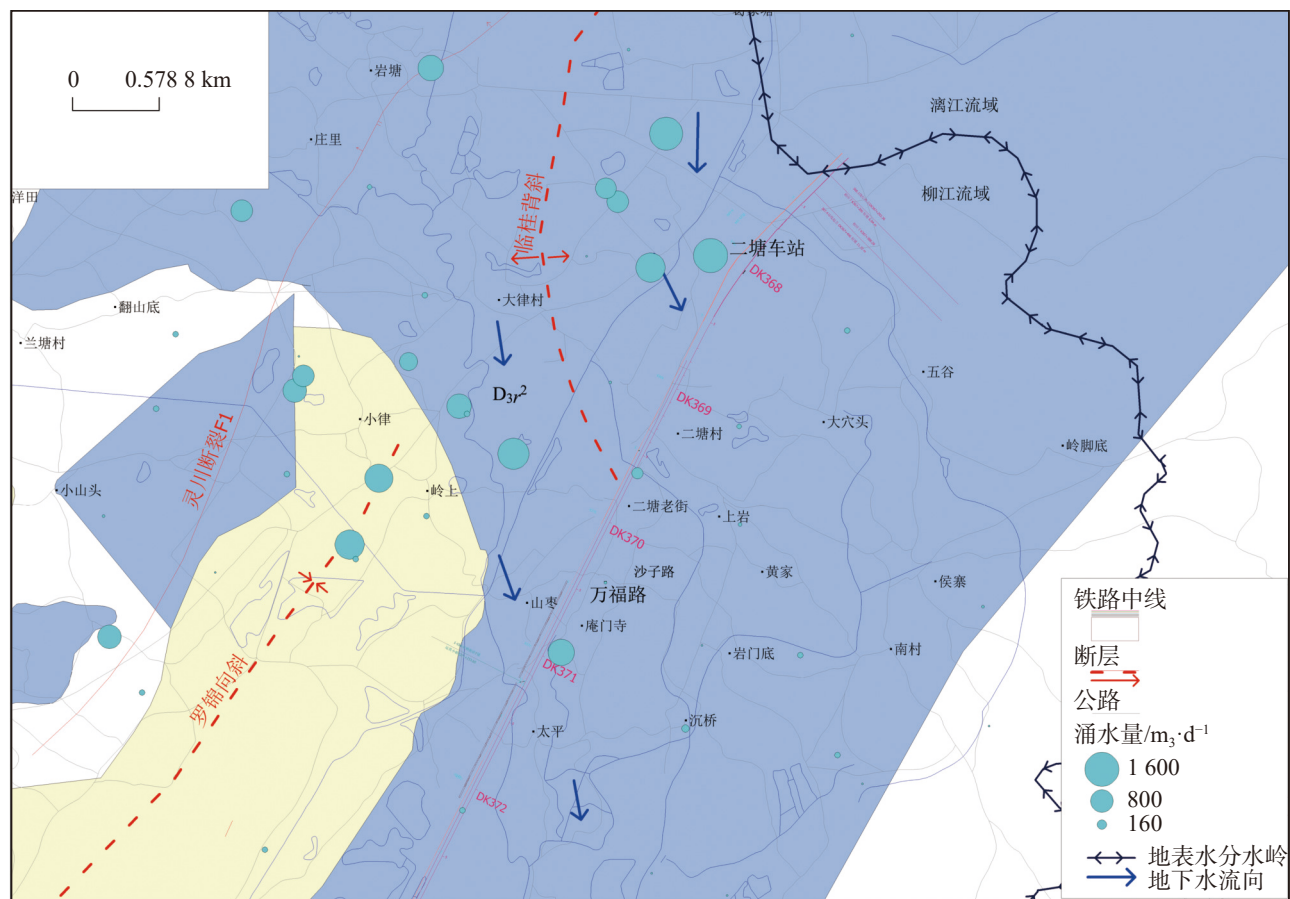 0 0.578 8 km
岩塘
庄里
洋田
漓江流域
柳江流域
临桂背斜
二塘车站
DK368
大律村
翻山底
兰塘村
D₃r²
五谷
DK369
小律
二塘村
大穴头
岭脚底
灵川断裂F1
小山头
岭上
二塘老街
上岩
DK370
沙子路
黄家
侯寨
山枣
万福路
庵门寺
岩门底
南村
DK371
罗锦向斜
太平
沉桥
DK372
铁路中线
断层
公路
涌水量/m₃·d⁻¹
1 600
800
160
地表水分水岭
地下水流向